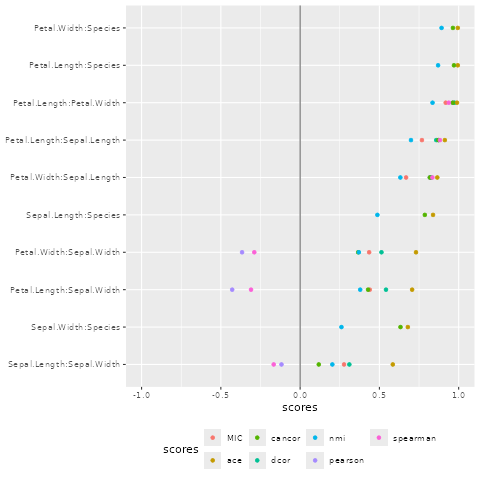 Petal.Width:Species
Petal.Length:Species
Petal.Length:Petal.Width
Petal.Length:Sepal.Length
Petal.Width:Sepal.Length
Sepal.Length:Species
Petal.Width:Sepal.Width
Petal.Length:Sepal.Width
Sepal.Width:Species
Sepal.Length:Sepal.Width
-1.0 -0.5 0.0 0.5 1.0
scores
scores
MIC cancor nmi spearman
ace dcor pearson